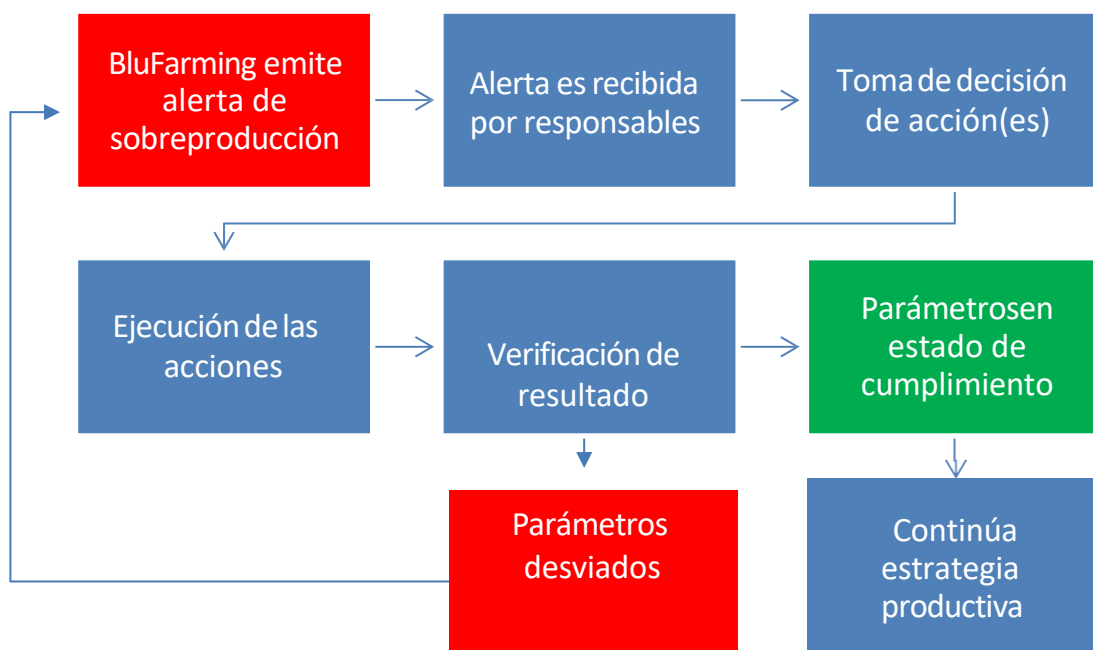 BluFarming emite
alerta de
sobreproducción
Alerta es recibida
por responsables
Toma de decisión
de acción(es)
Ejecución de las
acciones
Verificación de
resultado
Parámetrosen
estado de
cumplimiento
Parámetros
desviados
Continúa
estrategia
productiva